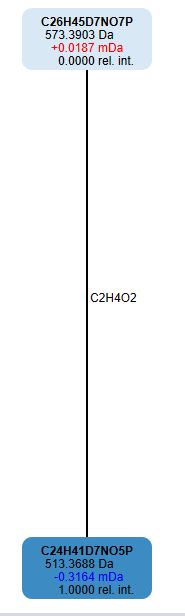 C26H45D7NO7P
573.3903 Da
+0.0187 mDa
0.0000 rel. int.
C2H4O2
C24H41D7NO5P
513.3688 Da
-0.3164 mDa
1.0000 rel. int.